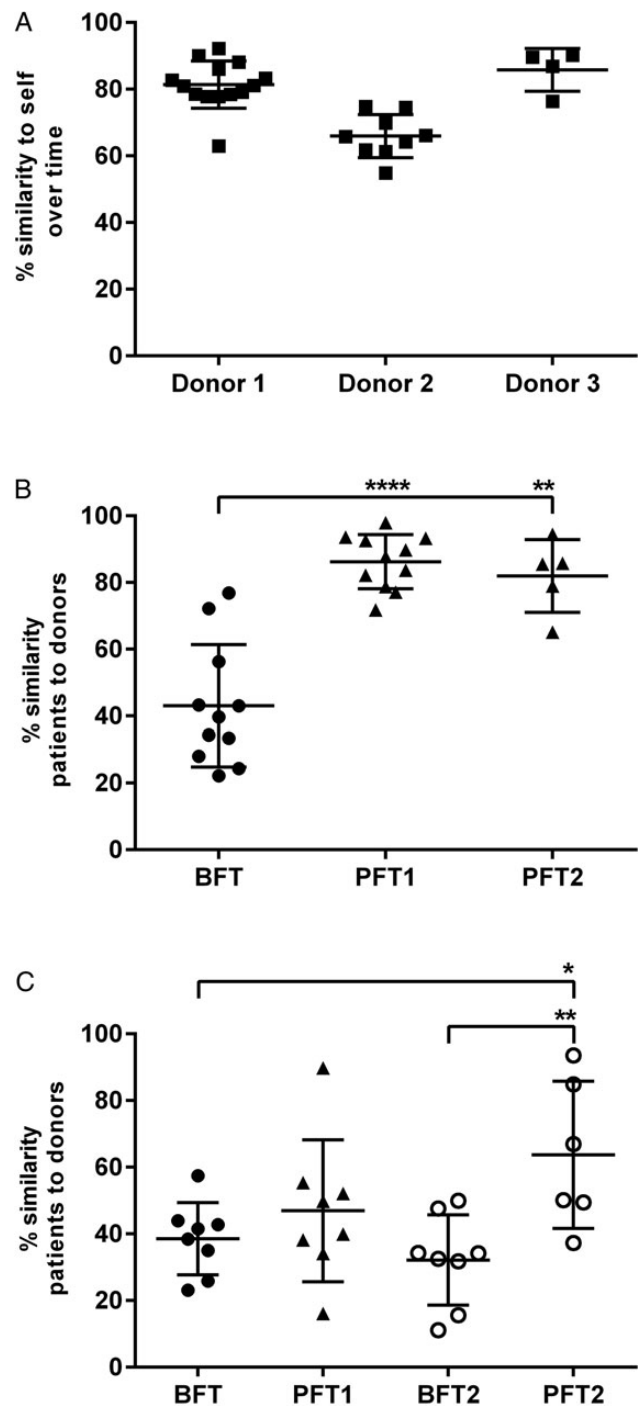 A
% similarity to self
over time
100
80
60
40
20
0
Donor 1 Donor 2 Donor 3
B
**** **
% similarity
patients to donors
100
80
60
40
20
0
BFT PFT1 PFT2
C
*
**
% similarity
patients to donors
100
80
60
40
20
0
BFT PFT1 BFT2 PFT2